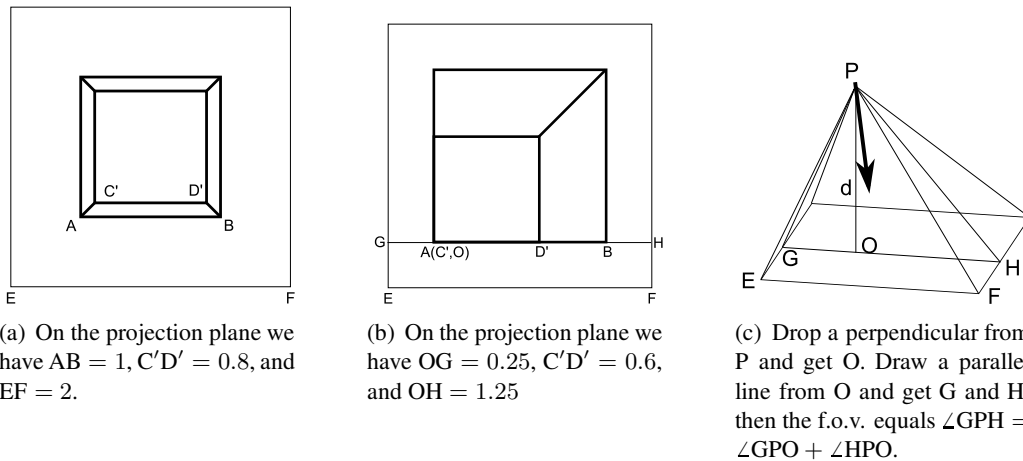 A
B
C'
D'
E
F
G
H
A(C',O)
D'
B
E
F
P
d
O
G
H
E
F
(a) On the projection plane we
have AB = 1, C′D′ = 0.8, and
EF = 2.
(b) On the projection plane we
have OG = 0.25, C′D′ = 0.6,
and OH = 1.25
(c) Drop a perpendicular from
P and get O. Draw a paralle
line from O and get G and H
then the f.o.v. equals ∠GPH =
∠GPO + ∠HPO.